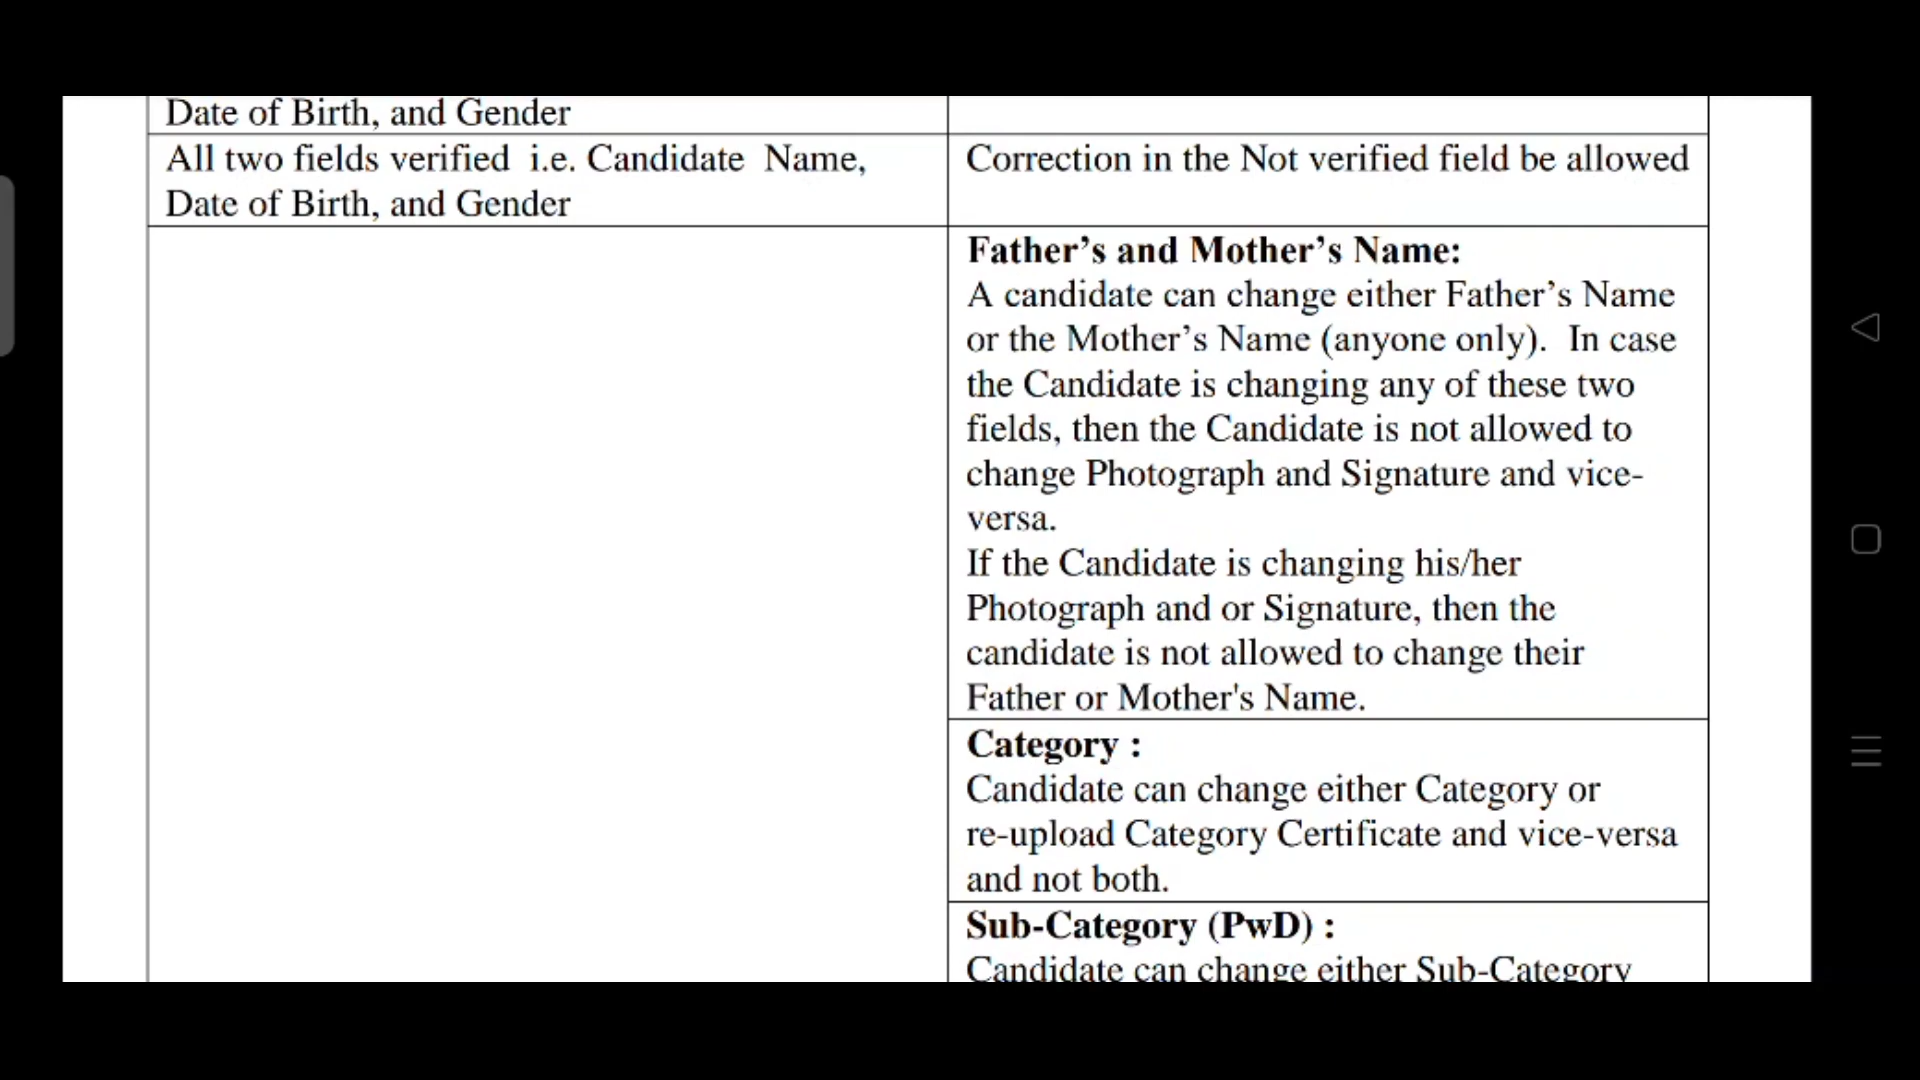 Date of Birth, and Gender
All two fields verified i.e. Candidate Name,
Date of Birth, and Gender
Correction in the Not verified field be allowed
Father’s and Mother’s Name:
A candidate can change either Father’s Name
or the Mother’s Name (anyone only). In case
the Candidate is changing any of these two
fields, then the Candidate is not allowed to
change Photograph and Signature and vice-
versa.
If the Candidate is changing his/her
Photograph and or Signature, then the
candidate is not allowed to change their
Father or Mother's Name.
Category :
Candidate can change either Category or
re-upload Category Certificate and vice-versa
and not both.
Sub-Category (PwD) :
Candidate can change either Sub-Category